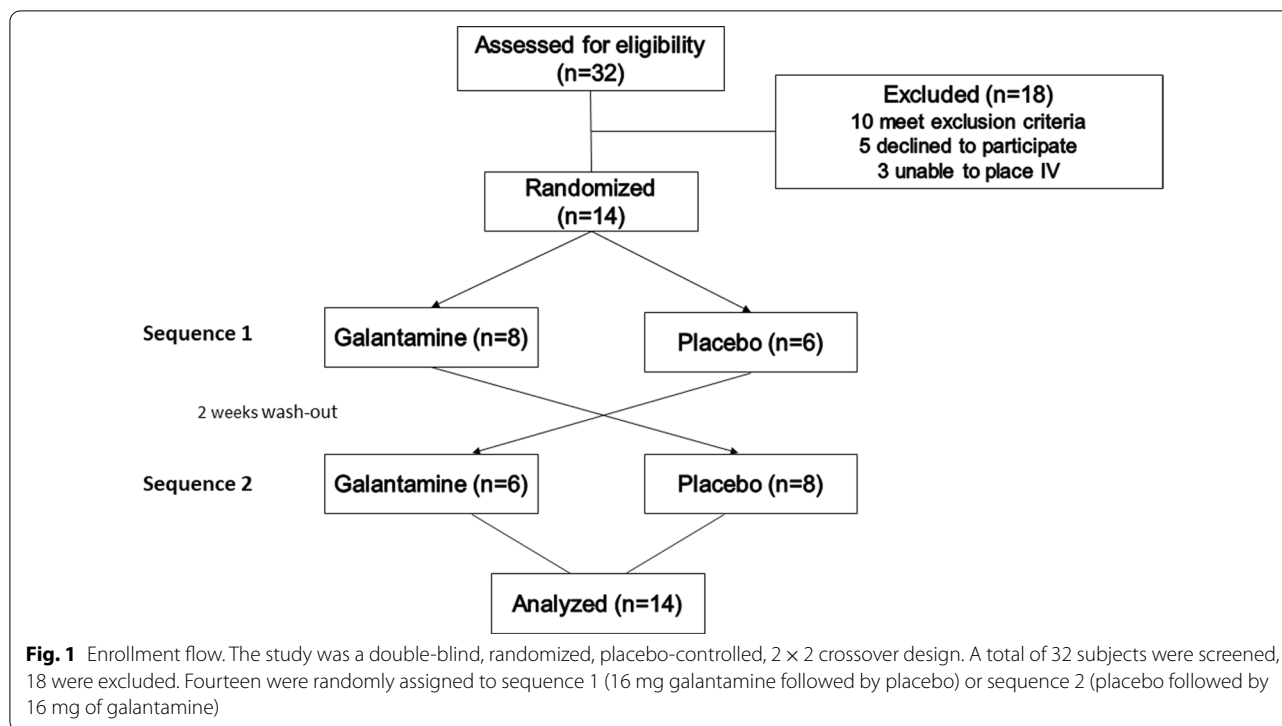 Assessed for eligibility
(n=32)
Excluded (n=18)
10 meet exclusion criteria
5 declined to participate
3 unable to place IV
Randomized
(n=14)
Sequence 1
Galantamine (n=8)
Placebo (n=6)
2 weeks wash-out
Sequence 2
Galantamine (n=6)
Placebo (n=8)
Analyzed (n=14)
Fig. 1 Enrollment flow. The study was a double-blind, randomized, placebo-controlled, 2 × 2 crossover design. A total of 32 subjects were screened,
18 were excluded. Fourteen were randomly assigned to sequence 1 (16 mg galantamine followed by placebo) or sequence 2 (placebo followed by
16 mg of galantamine)